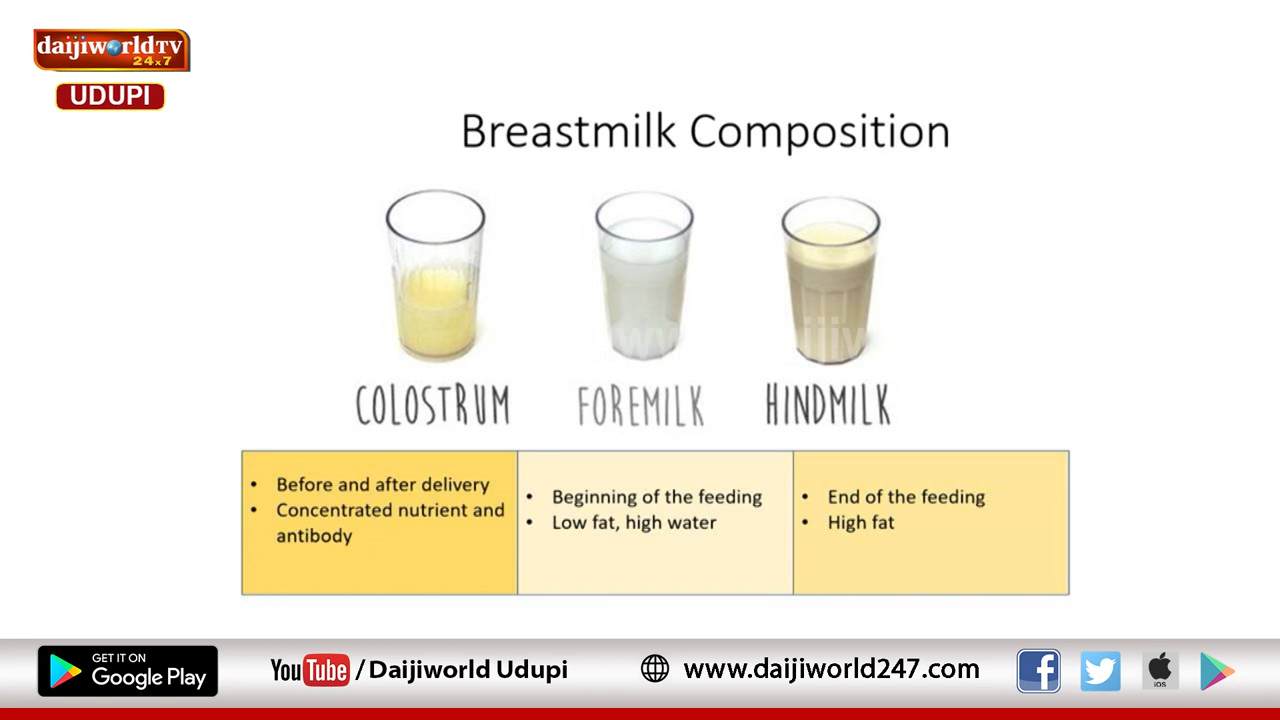 daijiworldTV
24x7
UDUPI
Breastmilk Composition
COLOSTRUM
FOREMILK
HINDMILK
• Before and after delivery
• Concentrated nutrient and
antibody
• Beginning of the feeding
• Low fat, high water
• End of the feeding
• High fat
GET IT ON
Google Play
YouTube / Daijiworld Udupi
www.daijiworld247.com
iOS